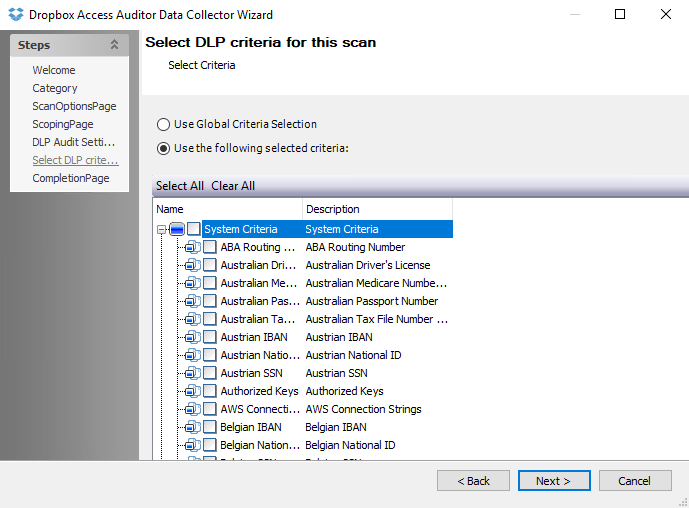 Dropbox Access Auditor Data Collector Wizard
Steps
Welcome
Category
ScanOptionsPage
ScopingPage
DLP Audit Setti...
Select DLP crite...
CompletionPage
Select DLP criteria for this scan
Select Criteria
Use Global Criteria Selection
Use the following selected criteria:
Select All Clear All
Name Description
System Criteria System Criteria
ABA Routing ... ABA Routing Number
Australian Dri... Australian Driver's License
Australian Me... Australian Medicare Numbe...
Australian Pas... Australian Passport Number
Australian Ta... Australian Tax File Number ...
Austrian IBAN Austrian IBAN
Austrian Natio... Austrian National ID
Austrian SSN Austrian SSN
Authorized Keys Authorized Keys
AWS Connecti... AWS Connection Strings
Belgian IBAN Belgian IBAN
Belgian Nation... Belgian National ID
< Back Next > Cancel